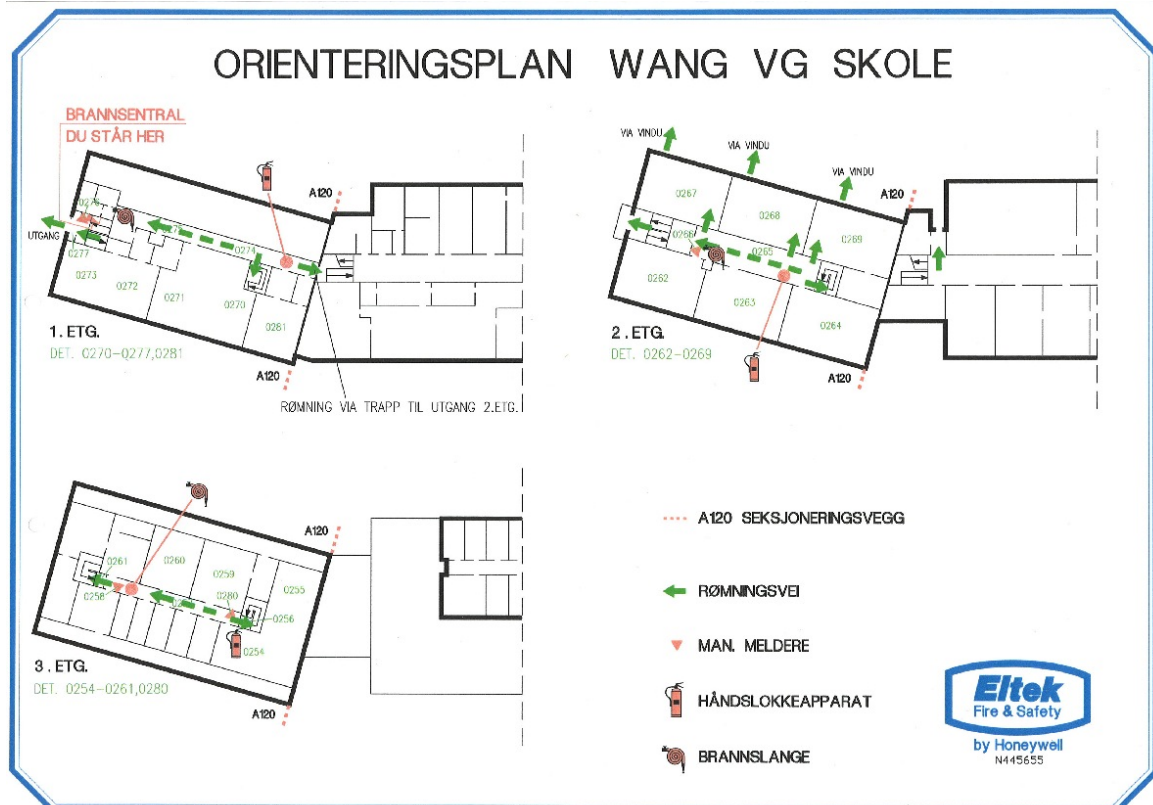 ORIENTERINGSPLAN WANG VG SKOLE
BRANNSENTRAL
DU STÅR HER
A120
0276
0275
0274
UTGANG
0277
0273
0272
0271
0270
0281
1.ETG.
DET. 0270-0277,0281
A120
RØMNING VIA TRAPP TIL UTGANG 2.ETG.
VIA VINDU
VIA VINDU
VIA VINDU
A120
0267
0268
0269
0266
0265
0262
0263
0264
2.ETG.
DET. 0262-0269
A120
A120
0261
0260
0259
0255
0258
0280
0256
0254
3.ETG.
DET. 0254-0261,0280
A120
A120 SEKSJONERINGSVEGG
RØMNINGSVEI
MAN. MELDERE
HÅNDSLOKKEAPPARAT
BRANNSLANGE
Eltek
Fire & Safety
by Honeywell
N445655